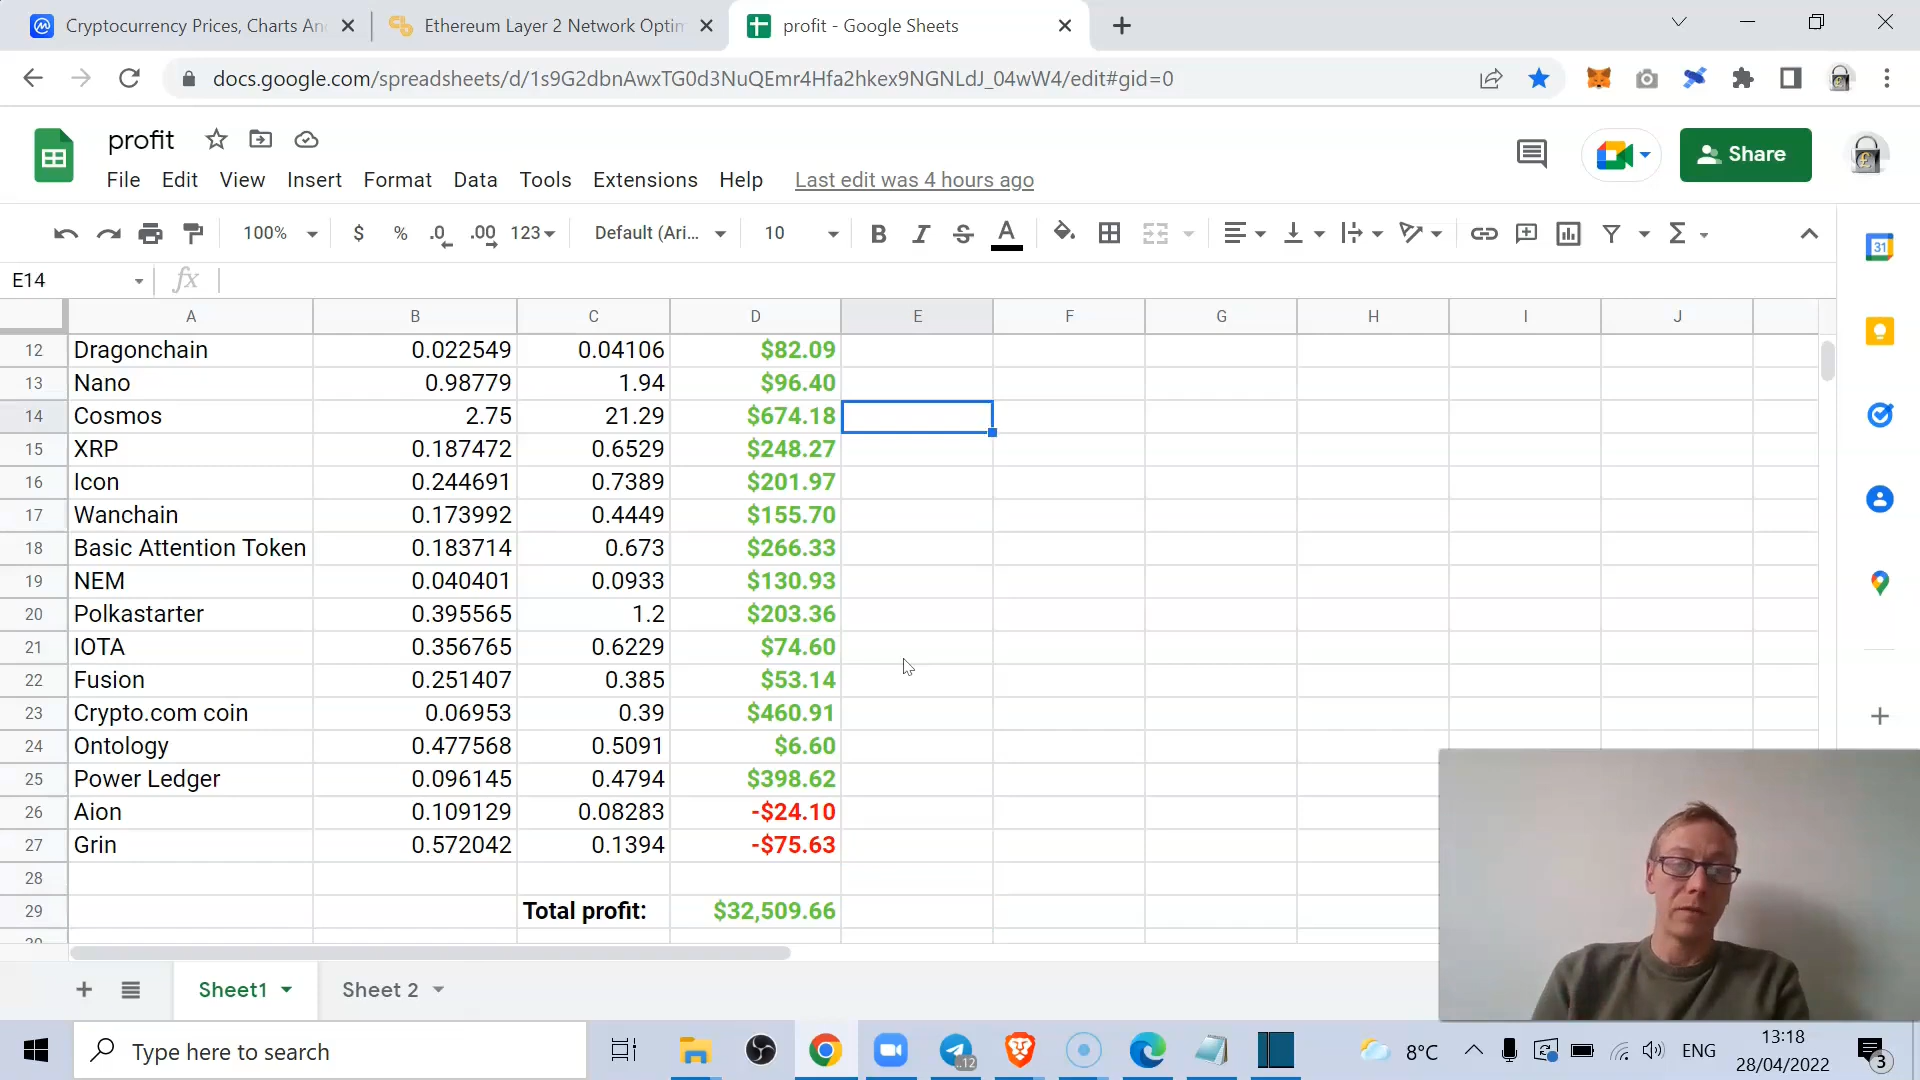 Cryptocurrency Prices, Charts An
Ethereum Layer 2 Network Optim
profit - Google Sheets
docs.google.com/spreadsheets/d/1s9G2dbnAwxTG0d3NuQEmr4Hfa2hkex9NGNLdJ_04wW4/edit#gid=0
profit
Share
File Edit View Insert Format Data Tools Extensions Help Last edit was 4 hours ago
100% $ % .0 .00 123 Default (Ari... 10 B I S A
31
E14 fx
A B C D E F G H I J
12 Dragonchain 0.022549 0.04106 $82.09
13 Nano 0.98779 1.94 $96.40
14 Cosmos 2.75 21.29 $674.18
15 XRP 0.187472 0.6529 $248.27
16 Icon 0.244691 0.7389 $201.97
17 Wanchain 0.173992 0.4449 $155.70
18 Basic Attention Token 0.183714 0.673 $266.33
19 NEM 0.040401 0.0933 $130.93
20 Polkastarter 0.395565 1.2 $203.36
21 IOTA 0.356765 0.6229 $74.60
22 Fusion 0.251407 0.385 $53.14
23 Crypto.com coin 0.06953 0.39 $460.91
24 Ontology 0.477568 0.5091 $6.60
25 Power Ledger 0.096145 0.4794 $398.62
26 Aion 0.109129 0.08283 -$24.10
27 Grin 0.572042 0.1394 -$75.63
28
29 Total profit: $32,509.66
30
Sheet1 Sheet 2
Type here to search
..12
8°C
ENG
13:18
28/04/2022
3